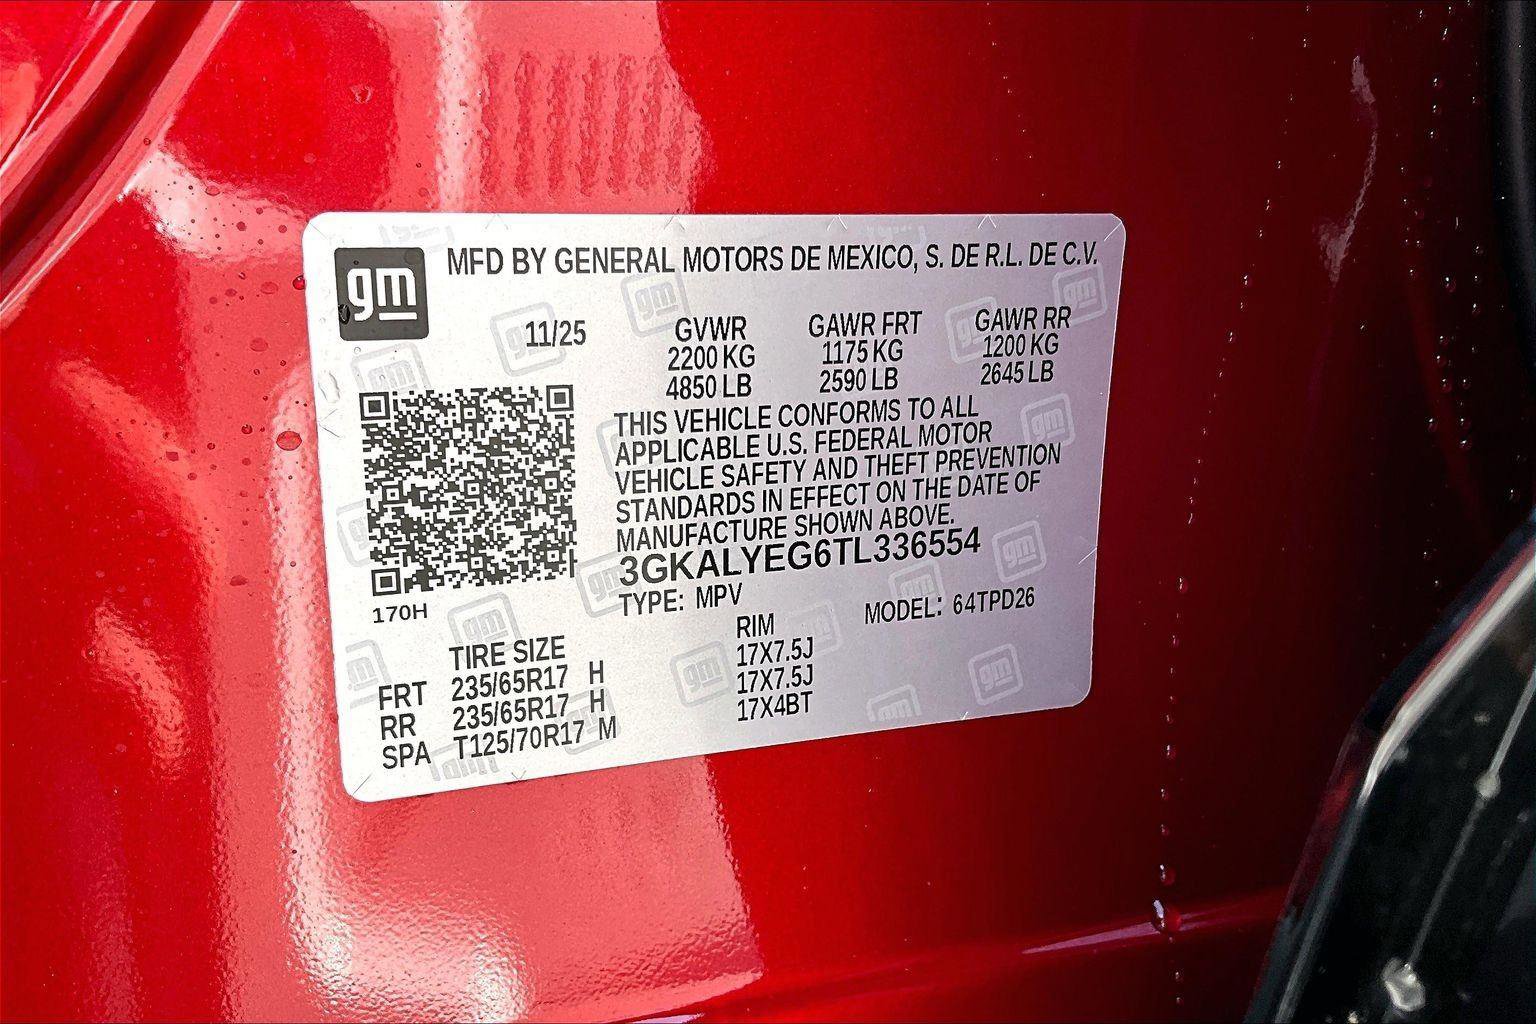 gm
MFD BY GENERAL MOTORS DE MEXICO, S. DE R.L. DE C.V.
11/25 GVWR GAWR FRT GAWR RR
2200 KG 1175 KG 1200 KG
4850 LB 2590 LB 2645 LB
THIS VEHICLE CONFORMS TO ALL
APPLICABLE U.S. FEDERAL MOTOR
VEHICLE SAFETY AND THEFT PREVENTION
STANDARDS IN EFFECT ON THE DATE OF
MANUFACTURE SHOWN ABOVE.
3GKALYEG6TL336554
170H
TYPE: MPV MODEL: 64TPD26
TIRE SIZE RIM
FRT 235/65R17 H 17X7.5J
RR 235/65R17 H 17X7.5J
SPA T125/70R17 M 17X4BT